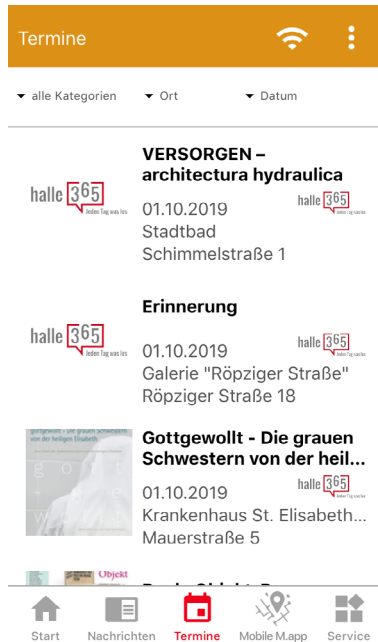 Termine
alle Kategorien
Ort
Datum
VERSORGEN –
architectura hydraulica
halle 365
Jeden Tag was los
01.10.2019
halle 365
Jeden Tag was los
Stadtbad
Schimmelstraße 1
Erinnerung
halle 365
Jeden Tag was los
01.10.2019
halle 365
Jeden Tag was los
Galerie "Röpziger Straße"
Röpziger Straße 18
gottgewollt - Die grauen Schwestern
von der heiligen Elisabeth
Gottgewollt - Die grauen
Schwestern von der heil...
01.10.2019
halle 365
Krankenhaus St. Elisabeth...
Mauerstraße 5
Objekt
Start
Nachrichten
Termine
Mobile M.app
Service